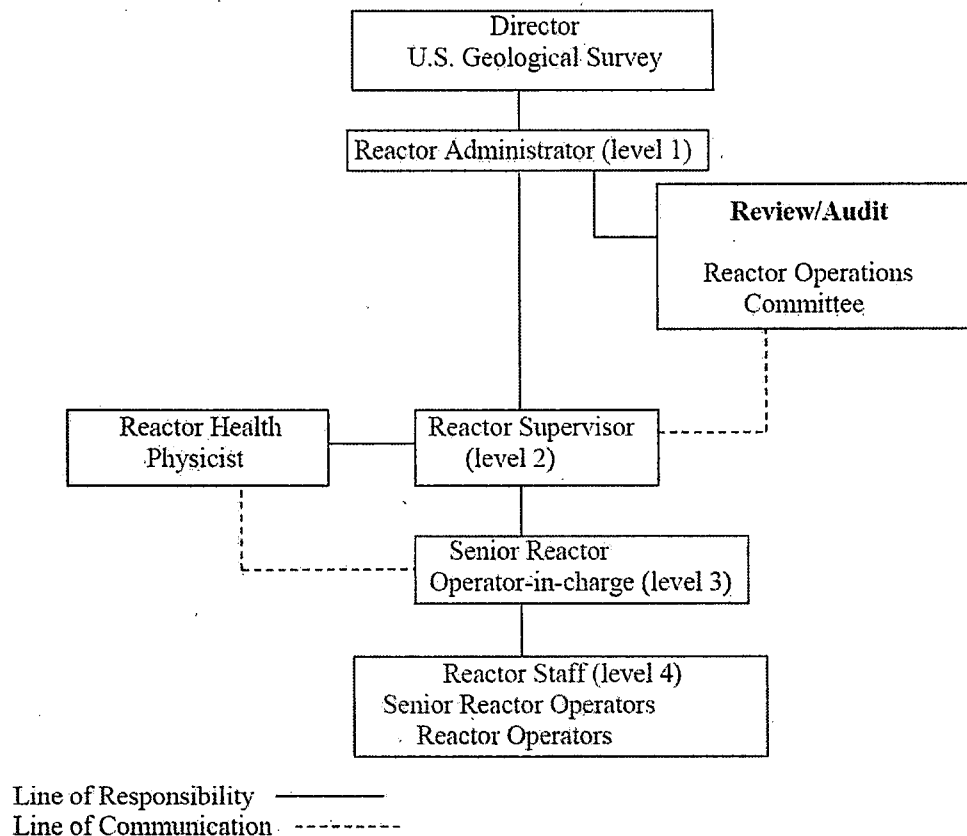 Director
U.S. Geological Survey
Reactor Administrator (level 1)
Review/Audit
Reactor Operations
Committee
Reactor Health
Physicist
Reactor Supervisor
(level 2)
Senior Reactor
Operator-in-charge (level 3)
Reactor Staff (level 4)
Senior Reactor Operators
Reactor Operators
Line of Responsibility
Line of Communication